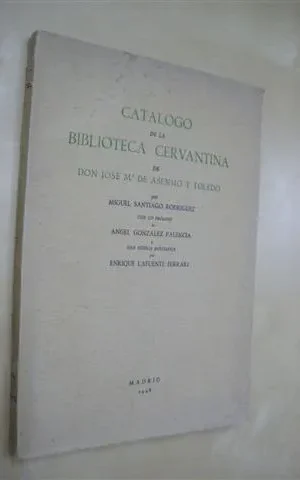 CATALOGO
DE LA
BIBLIOTECA CERVANTINA
DE
DON JOSE Mª DE ASENSIO Y TOLEDO
POR
MIGUEL SANTIAGO RODRIGUEZ
CON UN PROLOGO
DE
ANGEL GONZALEZ PALENCIA
Y
UNA NOTICIA
POR
ENRIQUE LAFUENTE FERRARI
MADRID
1948